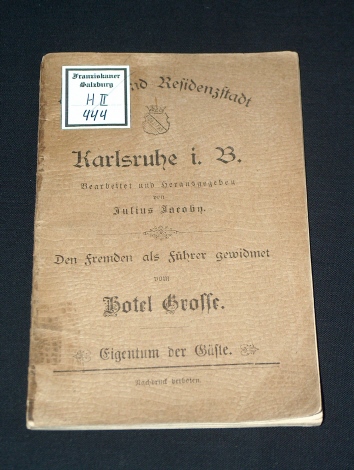 Franziskaner
Salzburg
H II
444
und Residenzstadt
Karlsruhe i. B.
Bearbeitet und herausgegeben
von
Julius Jacoby.
Den Fremden als Führer gewidmet
vom
Hotel Grosse.
Eigentum der Gäste.
Nachdruck verboten.